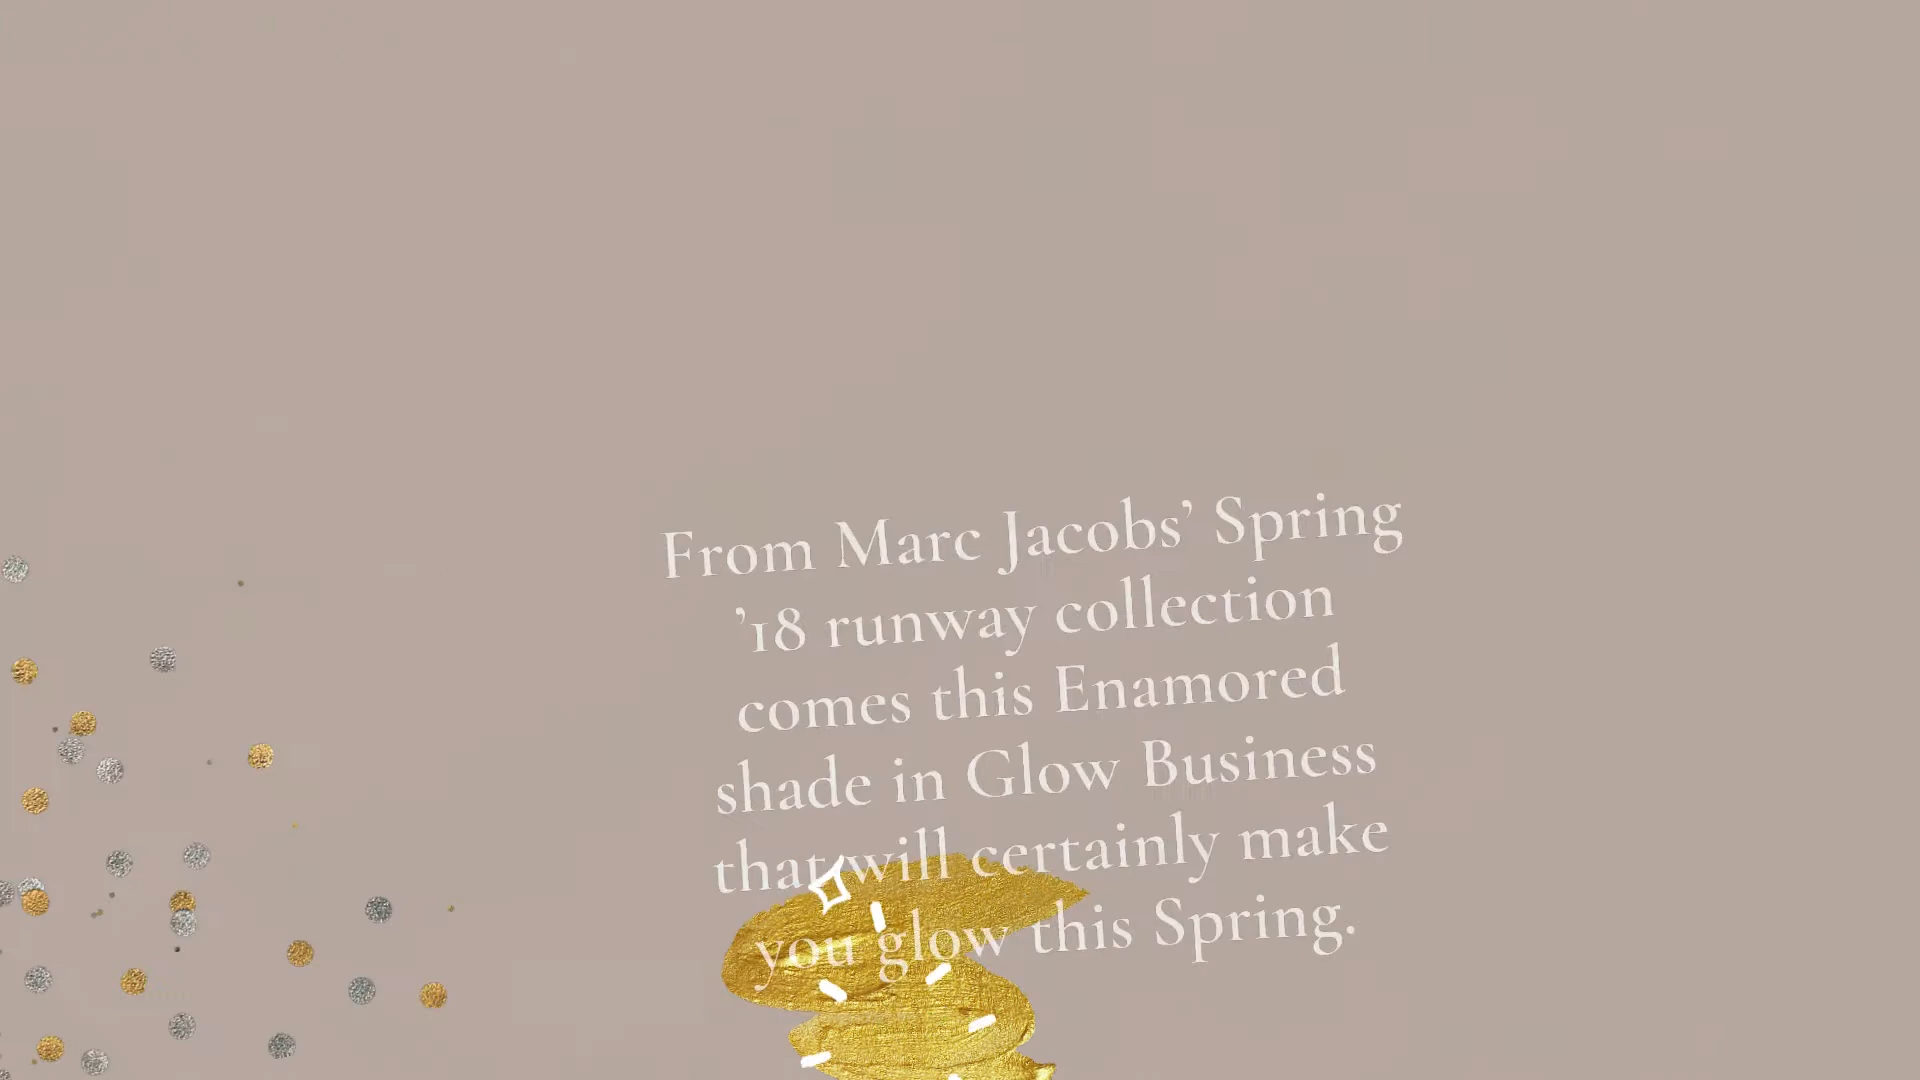 From Marc Jacobs’ Spring
’18 runway collection
comes this Enamored
shade in Glow Business
that will certainly make
you glow this Spring.